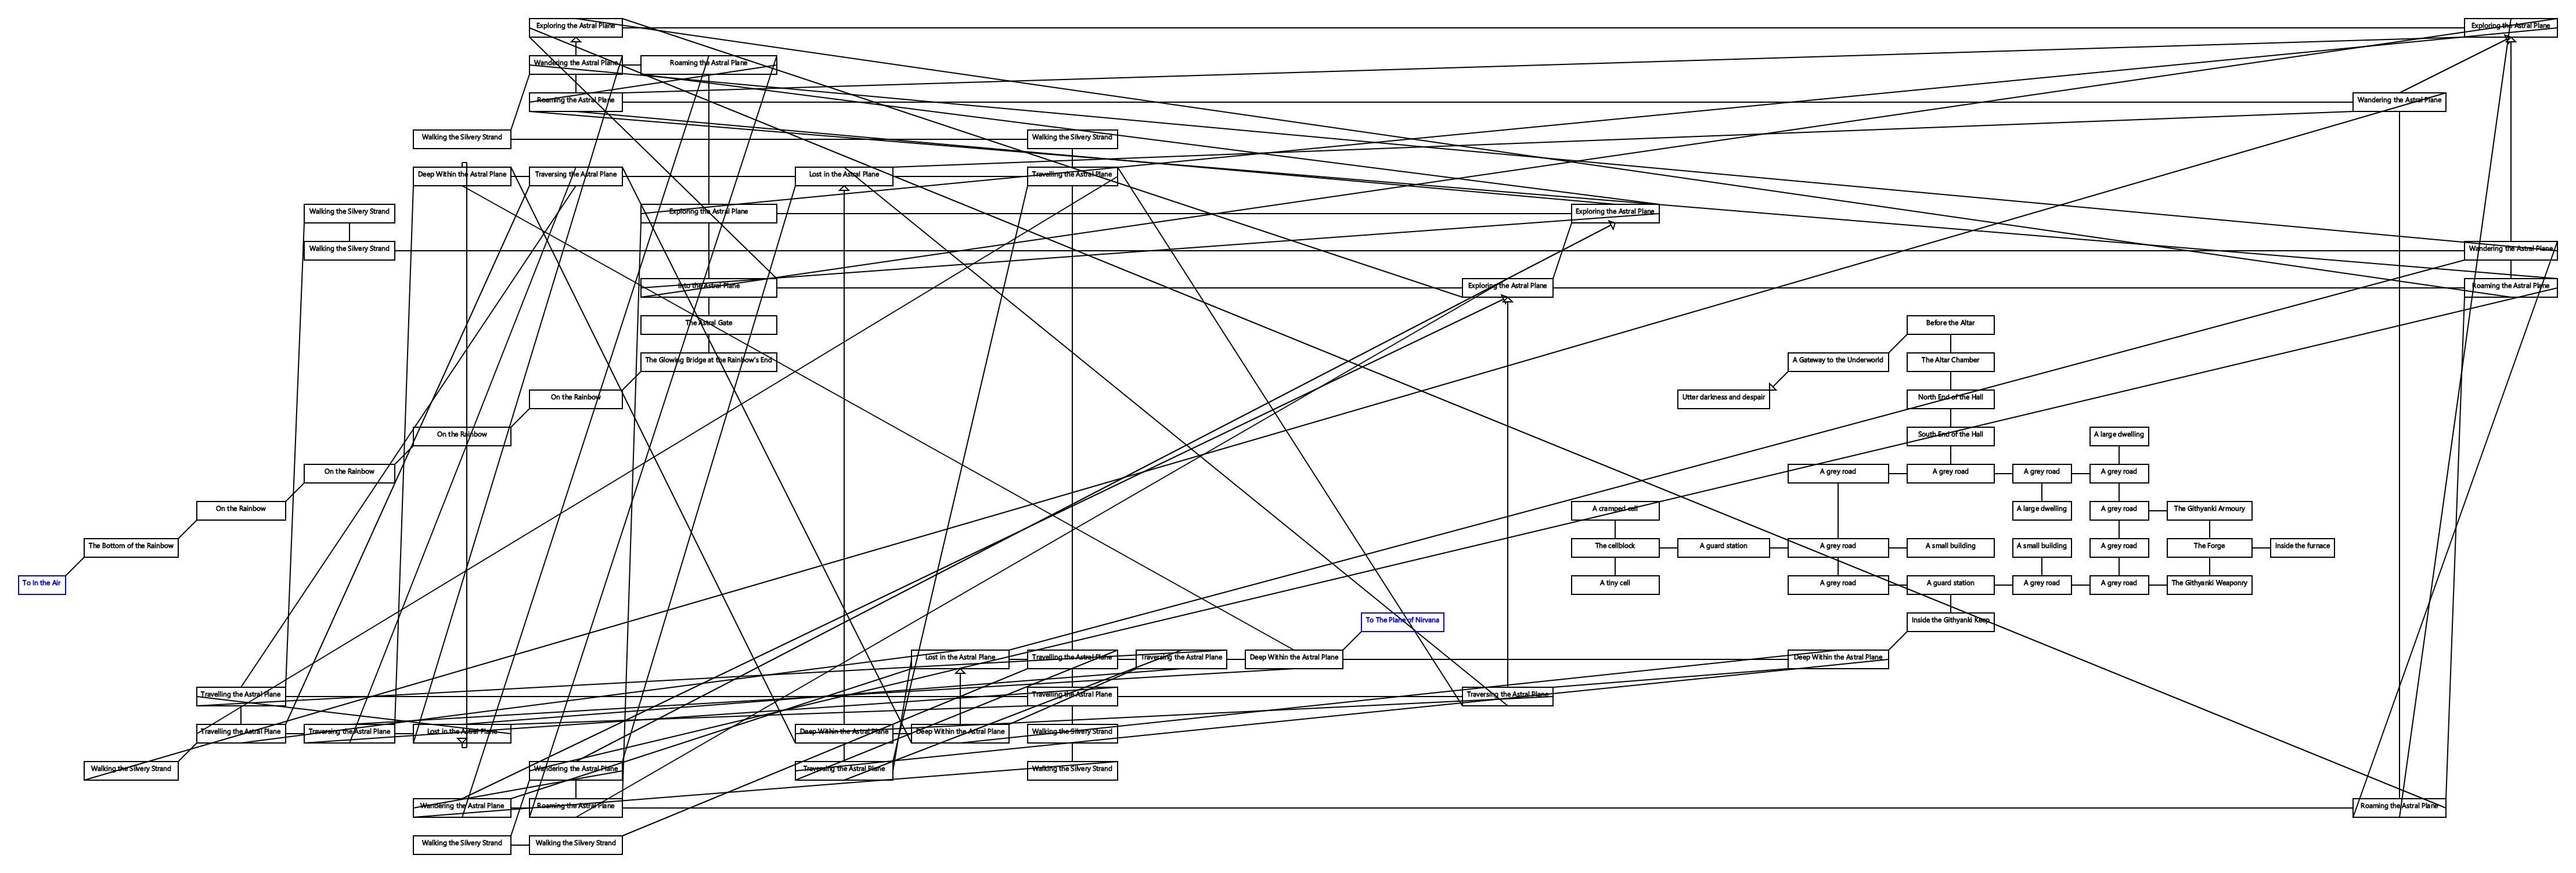 Exploring the Astral Plane
Exploring the Astral Plane
Wandering the Astral Plane
Roaming the Astral Plane
Roaming the Astral Plane
Wandering the Astral Plane
Walking the Silvery Strand
Walking the Silvery Strand
Deep Within the Astral Plane
Traversing the Astral Plane
Lost in the Astral Plane
Travelling the Astral Plane
Walking the Silvery Strand
Exploring the Astral Plane
Exploring the Astral Plane
Walking the Silvery Strand
Wandering the Astral Plane
Into the Astral Plane
Exploring the Astral Plane
Roaming the Astral Plane
The Astral Gate
Before the Altar
The Glowing Bridge at the Rainbow's End
A Gateway to the Underworld
The Altar Chamber
On the Rainbow
Utter darkness and despair
North End of the Hall
On the Rainbow
South End of the Hall
A large dwelling
On the Rainbow
A grey road
A grey road
A grey road
A grey road
On the Rainbow
A cramped cell
A large dwelling
A grey road
The Githyanki Armoury
The Bottom of the Rainbow
The cellblock
A guard station
A grey road
A small building
A small building
A grey road
The Forge
Inside the furnace
To In the Air
A tiny cell
A grey road
A guard station
A grey road
A grey road
The Githyanki Weaponry
To The Plane of Nirvana
Inside the Githyanki Keep
Lost in the Astral Plane
Travelling the Astral Plane
Traversing the Astral Plane
Deep Within the Astral Plane
Deep Within the Astral Plane
Travelling the Astral Plane
Travelling the Astral Plane
Traversing the Astral Plane
Travelling the Astral Plane
Traversing the Astral Plane
Lost in the Astral Plane
Deep Within the Astral Plane
Deep Within the Astral Plane
Walking the Silvery Strand
Walking the Silvery Strand
Wandering the Astral Plane
Traversing the Astral Plane
Walking the Silvery Strand
Wandering the Astral Plane
Roaming the Astral Plane
Roaming the Astral Plane
Walking the Silvery Strand
Walking the Silvery Strand